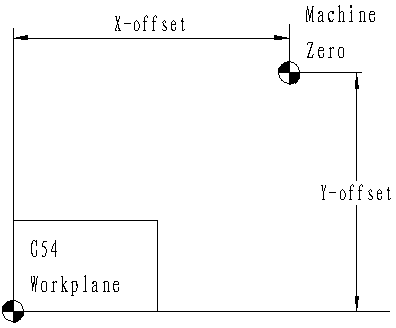 X-offset
Machine
Zero
Y-offset
G54
Workplane